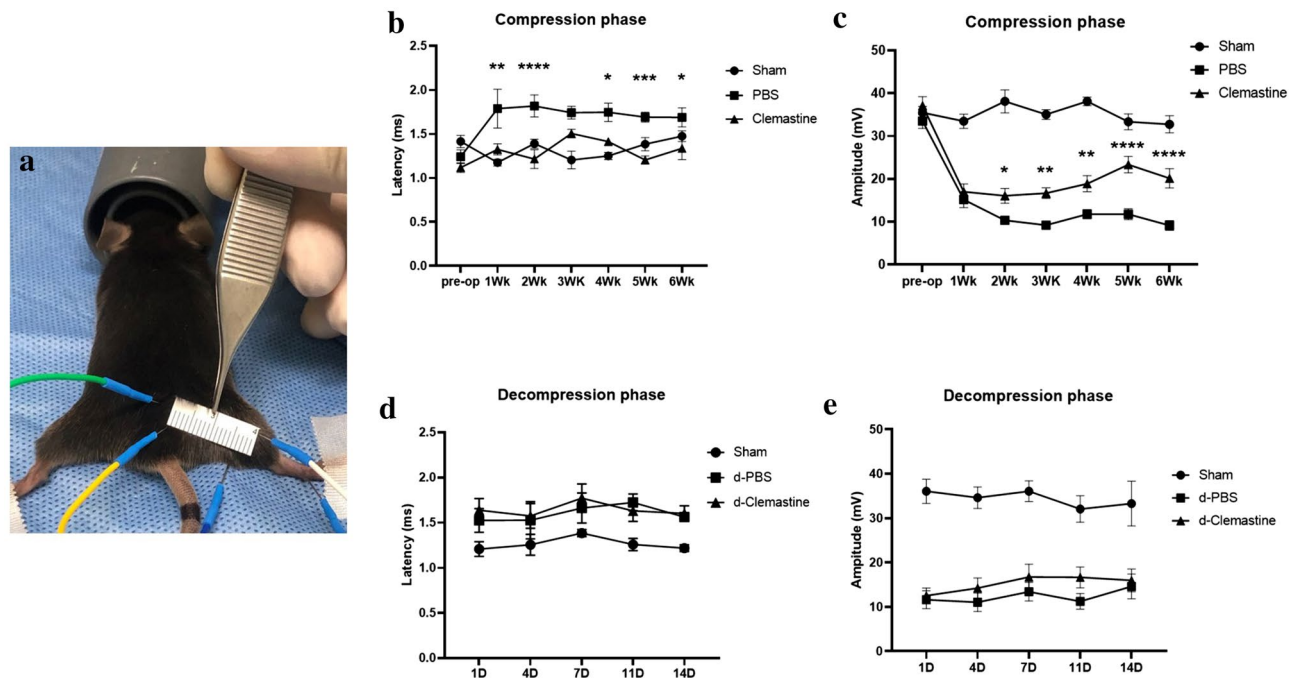 a
b
Compression phase
** **** * *** *
2.5
2.0
1.5
1.0
0.5
0.0
Latency (ms)
pre-op 1Wk 2Wk 3WK 4Wk 5Wk 6Wk
Sham
PBS
Clemastine
c
Compression phase
50
40
30
20
10
0
Ampitude (mV)
* ** ** **** ****
pre-op 1Wk 2Wk 3WK 4Wk 5Wk 6Wk
Sham
PBS
Clemastine
d
Decompression phase
2.5
2.0
1.5
1.0
0.5
0.0
Latency (ms)
1D 4D 7D 11D 14D
Sham
d-PBS
d-Clemastine
e
Decompression phase
50
40
30
20
10
0
Ampitude (mV)
1D 4D 7D 11D 14D
Sham
d-PBS
d-Clemastine